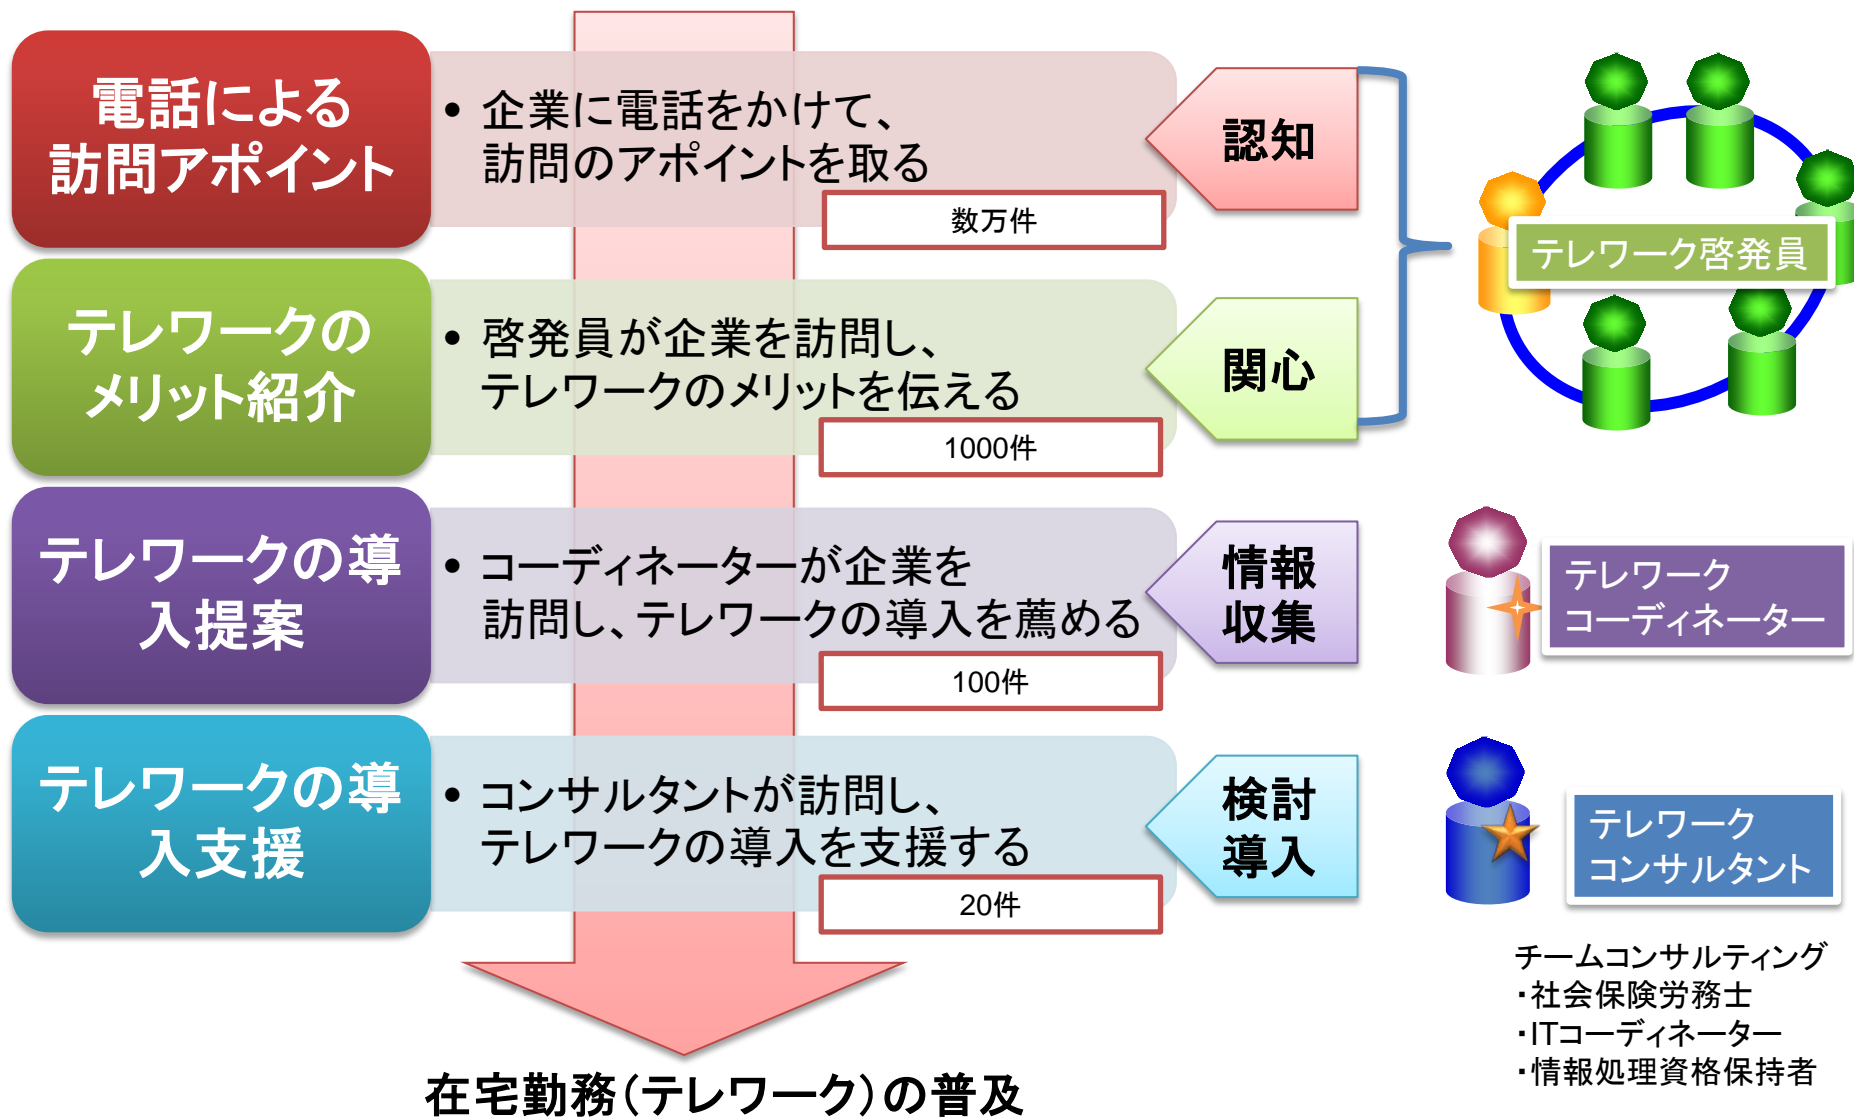 電話による
訪問アポイント
• 企業に電話をかけて、
訪問のアポイントを取る
数万件
認知
テレワーク啓発員
テレワークの
メリット紹介
• 啓発員が企業を訪問し、
テレワークのメリットを伝える
1000件
関心
テレワークの導
入提案
• コーディネーターが企業を
訪問し、テレワークの導入を薦める
100件
情報
収集
テレワーク
コーディネーター
テレワークの導
入支援
• コンサルタントが訪問し、
テレワークの導入を支援する
20件
検討
導入
テレワーク
コンサルタント
チームコンサルティング
・社会保険労務士
・ITコーディネーター
・情報処理資格保持者
在宅勤務（テレワーク）の普及